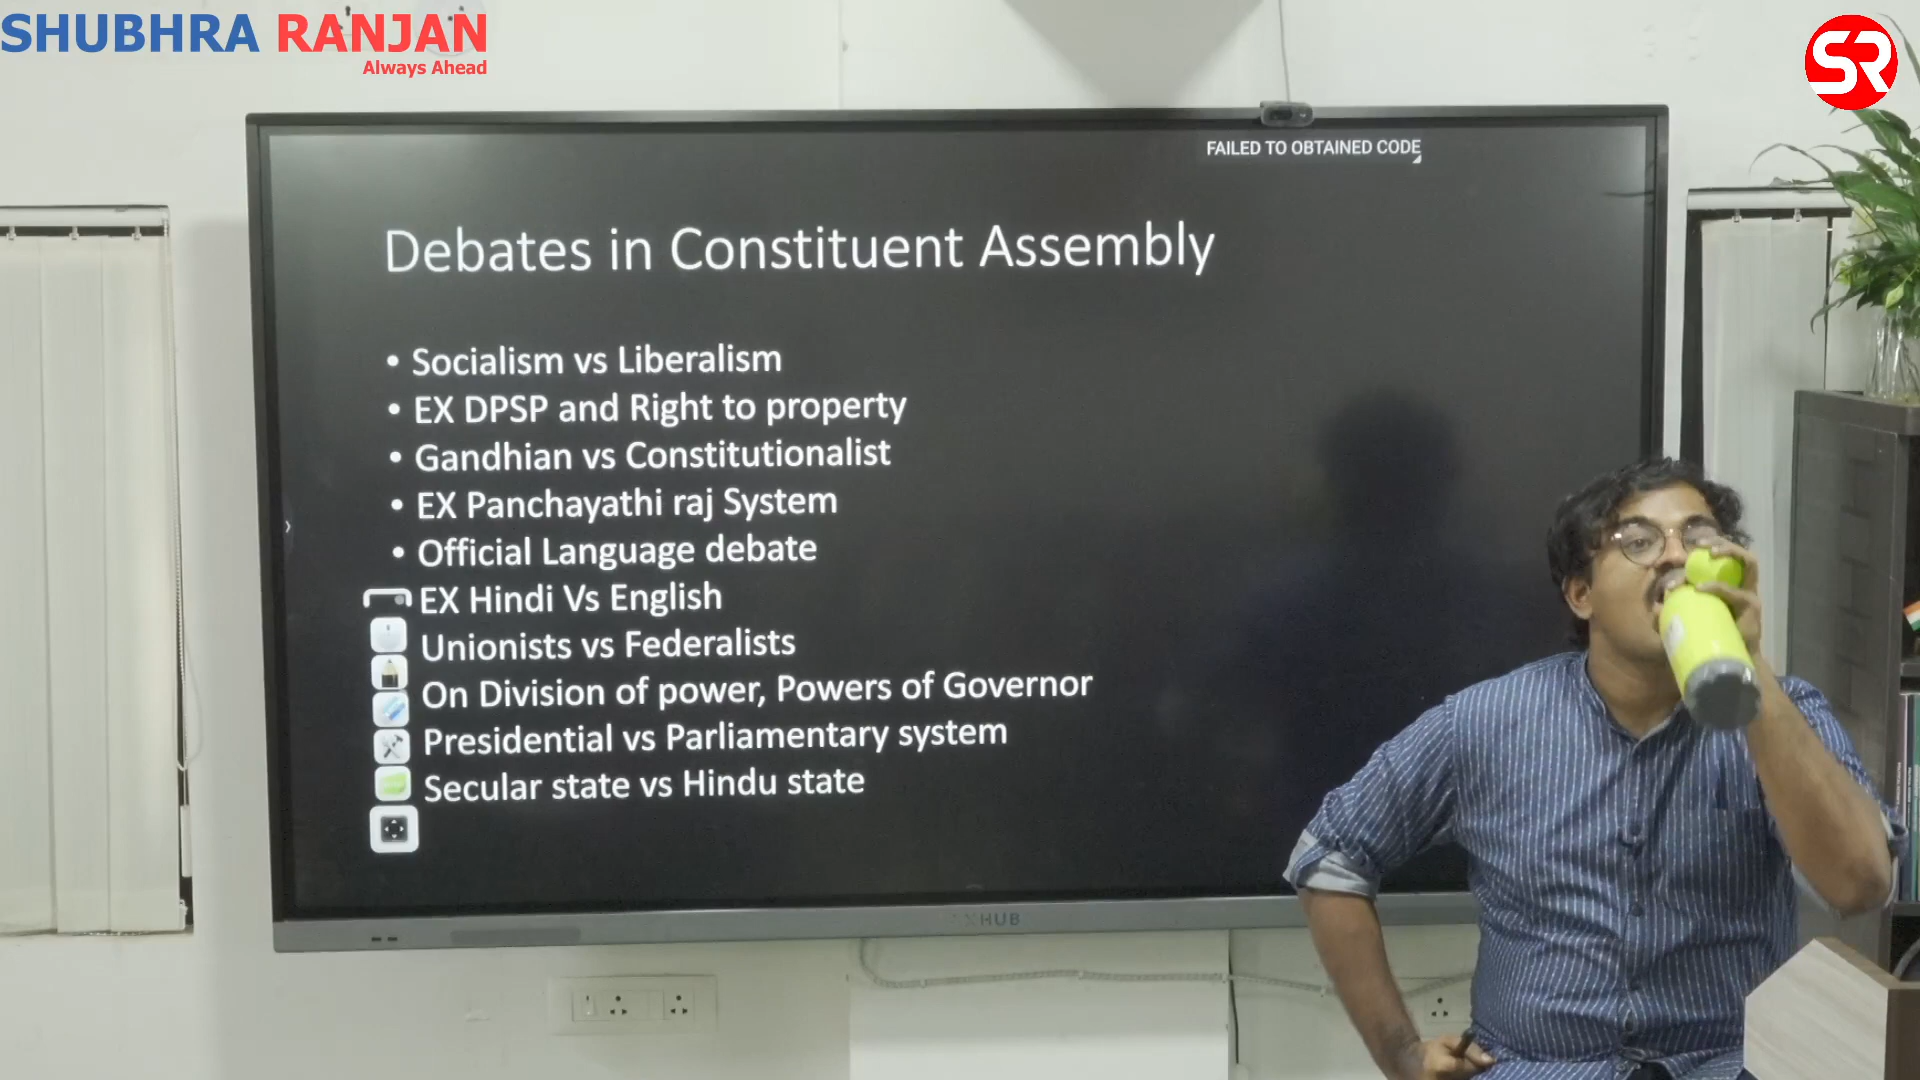 SHUBHRA RANJAN
Always Ahead
SR
FAILED TO OBTAINED CODE
Debates in Constituent Assembly
• Socialism vs Liberalism
• EX DPSP and Right to property
• Gandhian vs Constitutionalist
• EX Panchayathi raj System
• Official Language debate
EX Hindi Vs English
Unionists vs Federalists
On Division of power, Powers of Governor
Presidential vs Parliamentary system
Secular state vs Hindu state